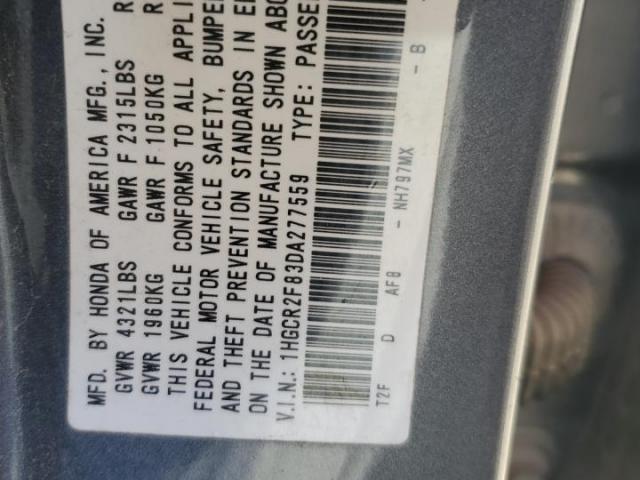 MFD. BY HONDA OF AMERICA MFG., INC.
GVWR 4321LBS GAWR F 2315LBS R
GVWR 1960KG GAWR F 1050KG R
THIS VEHICLE CONFORMS TO ALL APPLI
FEDERAL MOTOR VEHICLE SAFETY, BUMPE
AND THEFT PREVENTION STANDARDS IN E
ON THE DATE OF MANUFACTURE SHOWN ABO
V.I.N.: 1HGCR2F83DA277559 TYPE: PASSE
T2F D AF8 - NH797MX - B